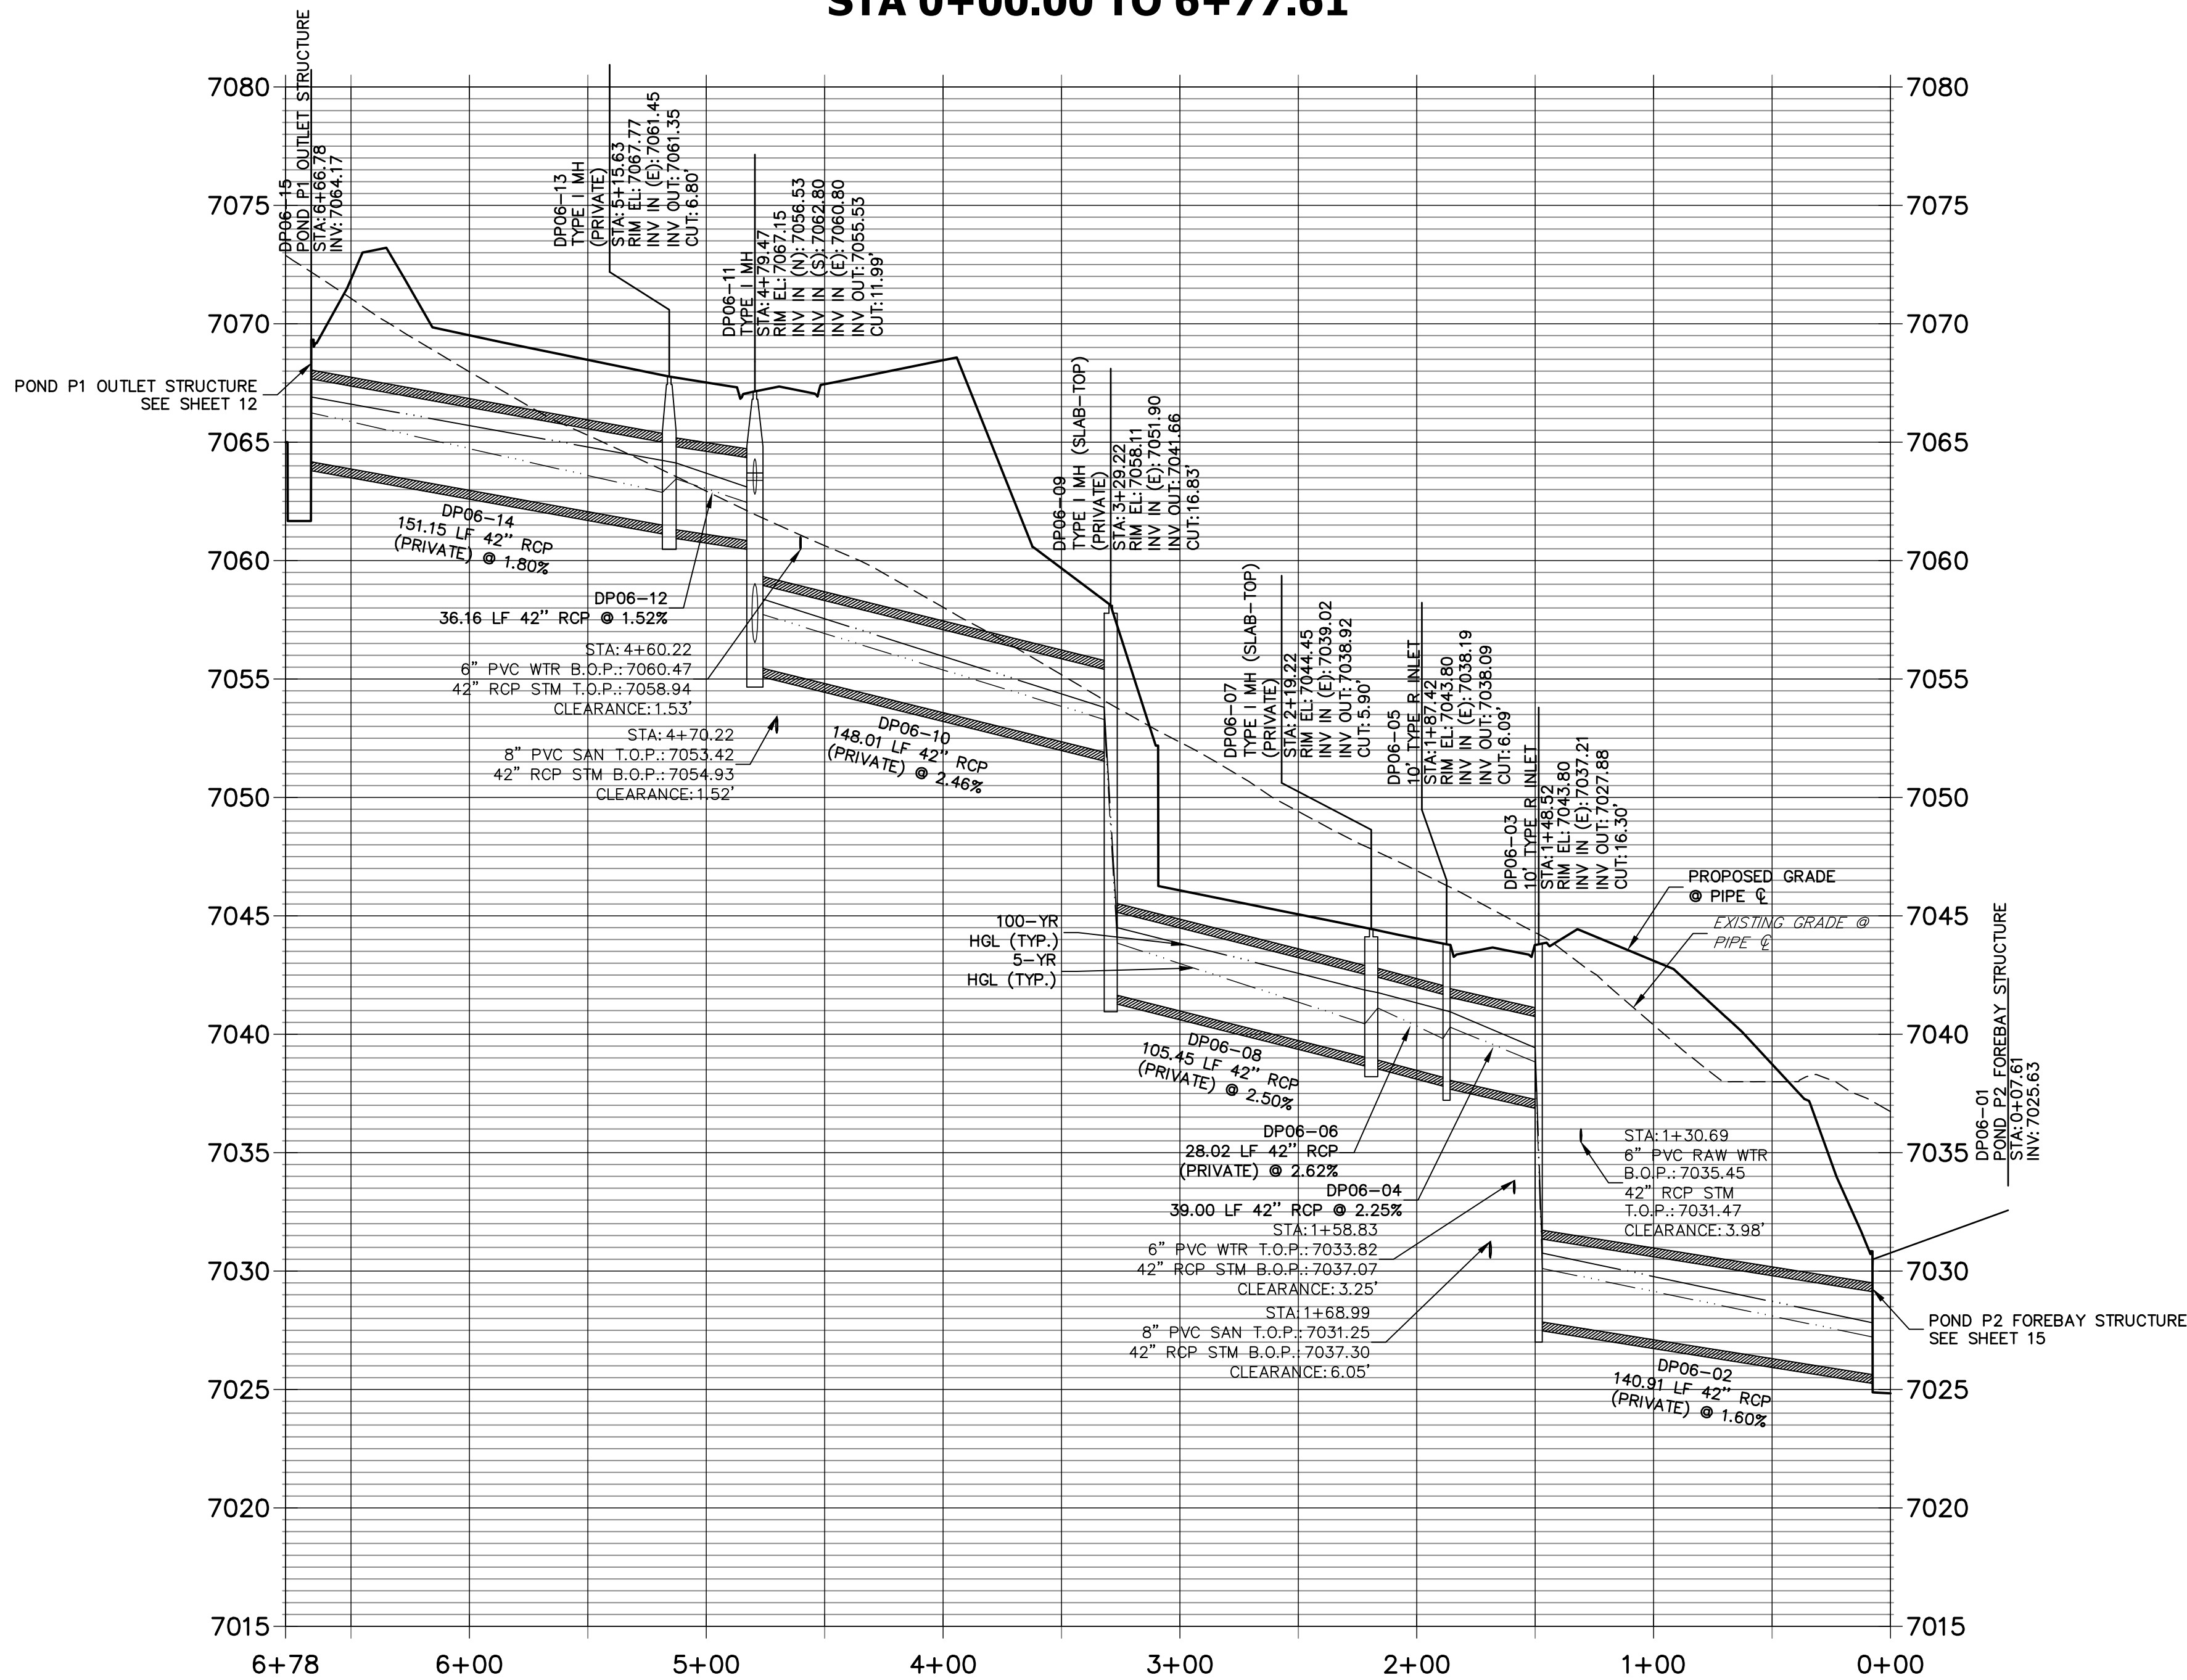 STA 0+00.00 TO 6+77.61
7080
7075
7070
7065
7060
7055
7050
7045
7040
7035
7030
7025
7020
7015
DP06-15
POND P1 OUTLET STRUCTURE
STA: 6+66.78
INV: 7064.17
POND P1 OUTLET STRUCTURE
SEE SHEET 12
DP06-14
151.15 LF 42" RCP
(PRIVATE) @ 1.80%
DP06-13
TYPE I MH
(PRIVATE)
STA: 5+15.63
RIM EL: 7067.77
INV IN (E): 7061.45
INV OUT: 7061.35
CUT: 6.80'
DP06-12
36.16 LF 42" RCP @ 1.52%
DP06-11
TYPE I MH
STA: 4+79.47
RIM EL: 7067.15
INV IN (N): 7056.53
INV IN (S): 7062.80
INV IN (E): 7060.80
INV OUT: 7055.53
CUT: 11.99'
STA: 4+60.22
6" PVC WTR B.O.P.: 7060.47
42" RCP STM T.O.P.: 7058.94
CLEARANCE: 1.53'
STA: 4+70.22
8" PVC SAN T.O.P.: 7053.42
42" RCP STM B.O.P.: 7054.93
CLEARANCE: 1.52'
DP06-10
148.01 LF 42" RCP
(PRIVATE) @ 2.46%
DP06-09
TYPE I MH (SLAB-TOP)
(PRIVATE)
STA: 3+29.22
RIM EL: 7058.11
INV IN (E): 7051.90
INV OUT: 7041.66
CUT: 16.83'
100-YR
HGL (TYP.)
5-YR
HGL (TYP.)
DP06-08
105.45 LF 42" RCP
(PRIVATE) @ 2.50%
DP06-07
TYPE I MH (SLAB-TOP)
(PRIVATE)
STA: 2+19.22
RIM EL: 7044.45
INV IN (E): 7039.02
INV OUT: 7038.92
CUT: 5.90'
DP06-06
28.02 LF 42" RCP
(PRIVATE) @ 2.62%
DP06-05
10' TYPE R INLET
STA: 1+87.42
RIM EL: 7043.80
INV IN (E): 7038.19
INV OUT: 7038.09
CUT: 6.09'
DP06-04
39.00 LF 42" RCP @ 2.25%
STA: 1+58.83
6" PVC WTR T.O.P.: 7033.82
42" RCP STM B.O.P.: 7037.07
CLEARANCE: 3.25'
STA: 1+68.99
8" PVC SAN T.O.P.: 7031.25
42" RCP STM B.O.P.: 7037.30
CLEARANCE: 6.05'
DP06-03
10' TYPE R INLET
STA: 1+48.52
RIM EL: 7043.80
INV IN (E): 7037.21
INV OUT: 7027.88
CUT: 16.30'
PROPOSED GRADE
@ PIPE ℄
EXISTING GRADE @
PIPE ℄
STA: 1+30.69
6" PVC RAW WTR
B.O.P.: 7035.45
42" RCP STM
T.O.P.: 7031.47
CLEARANCE: 3.98'
DP06-02
140.91 LF 42" RCP
(PRIVATE) @ 1.60%
DP06-01
POND P2 FOREBAY STRUCTURE
STA: 0+07.61
INV: 7025.63
POND P2 FOREBAY STRUCTURE
SEE SHEET 15
7080
7075
7070
7065
7060
7055
7050
7045
7040
7035
7030
7025
7020
7015
6+78 6+00 5+00 4+00 3+00 2+00 1+00 0+00